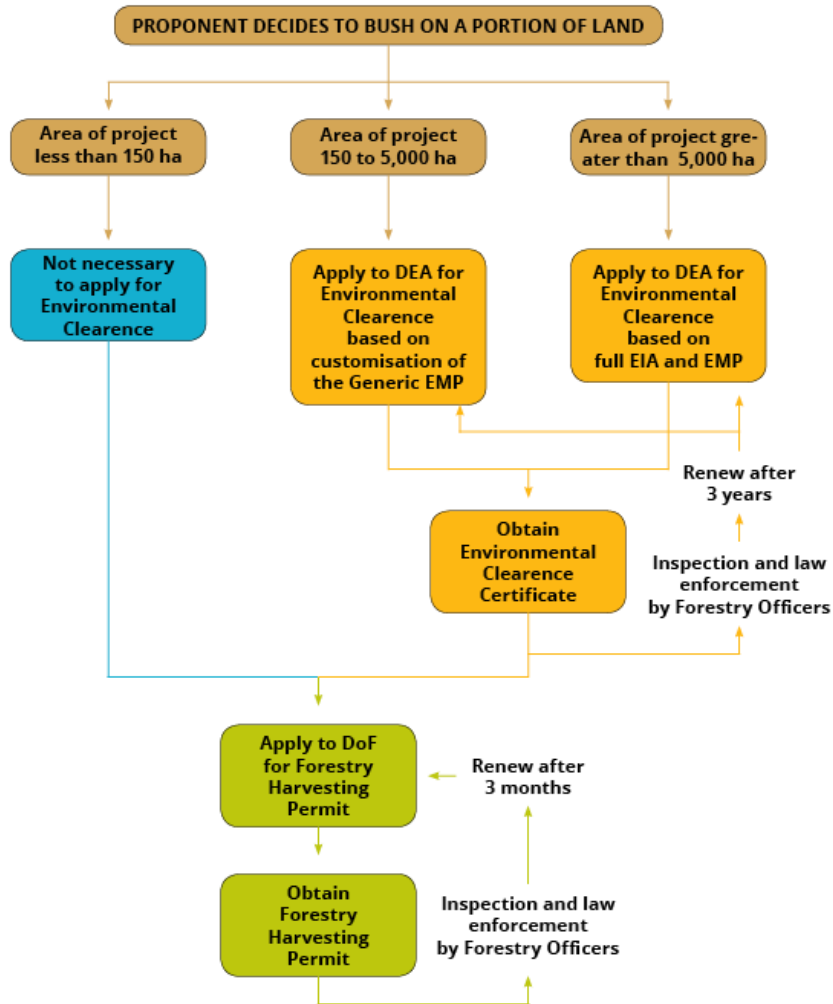 PROPONENT DECIDES TO BUSH ON A PORTION OF LAND
Area of project
less than 150 ha
Area of project
150 to 5,000 ha
Area of project gre-
ater than 5,000 ha
Not necessary
to apply for
Environmental
Clearence
Apply to DEA for
Environmental
Clearence
based on
customisation of
the Generic EMP
Apply to DEA for
Environmental
Clearence
based on
full EIA and EMP
Renew after
3 years
Obtain
Environmental
Clearence
Certificate
Inspection and law
enforcement
by Forestry Officers
Apply to DoF
for Forestry
Harvesting
Permit
Renew after
3 months
Obtain
Forestry
Harvesting
Permit
Inspection and law
enforcement
by Forestry Officers